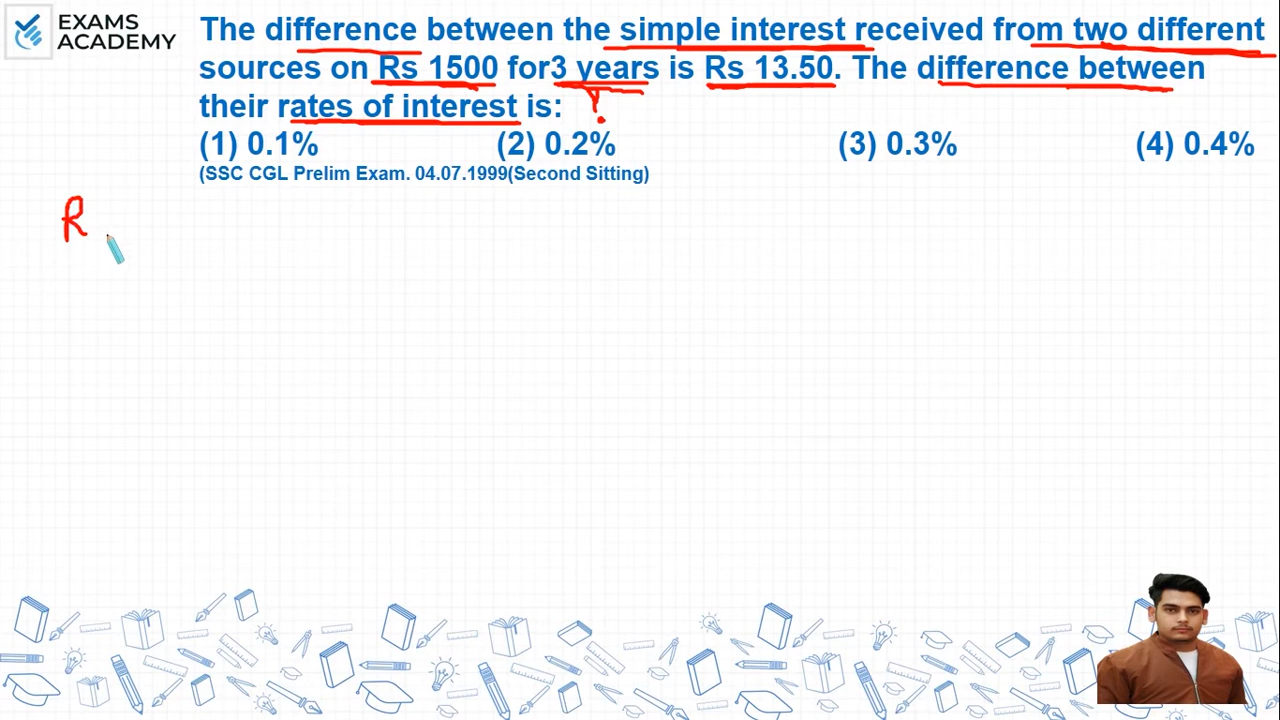 EXAMS
ACADEMY
The difference between the simple interest received from two different
sources on Rs 1500 for3 years is Rs 13.50. The difference between
their rates of interest is: ?
(1) 0.1% (2) 0.2% (3) 0.3% (4) 0.4%
(SSC CGL Prelim Exam. 04.07.1999(Second Sitting)
R